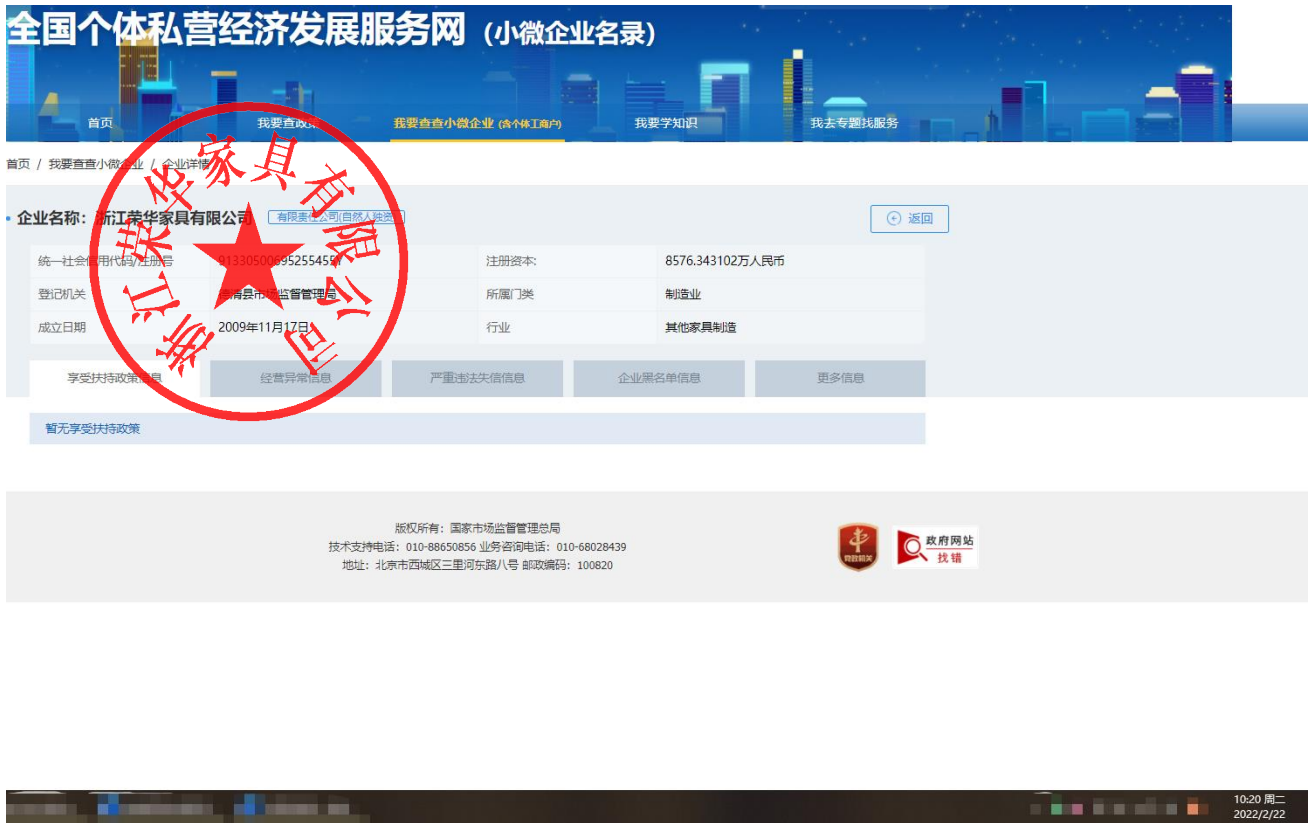 全国个体私营经济发展服务网 (小微企业名录)
首页 我要查政策 我要查查小微企业 (含个体工商户) 我要学知识 我去专题找服务
首页 / 我要查查小微企业 / 企业详情
浙江荣华家具有限公司
企业名称: 浙江荣华家具有限公司 有限责任公司(自然人独资) 返回
统一社会信用代码/注册号 注册资本: 8576.343102万人民币
登记机关 德清县市场监督管理局 所属门类 制造业
成立日期 2009年11月17日 行业 其他家具制造
享受扶持政策信息 经营异常信息 严重违法失信信息 企业黑名单信息 更多信息
暂无享受扶持政策
版权所有: 国家市场监督管理总局
技术支持电话: 010-88650856 业务咨询电话: 010-68028439
地址: 北京市西城区三里河东路八号 邮政编码: 100820
党政机关
政府网站
找错
10:20 周二
2022/2/22